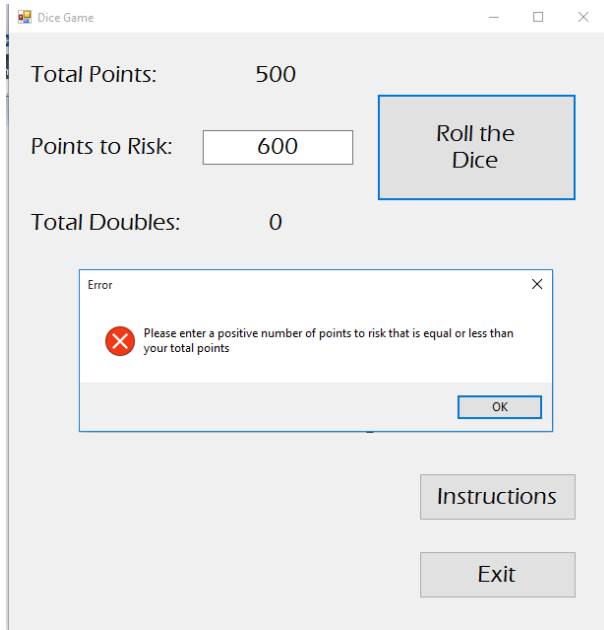 Dice Game
Total Points: 500
Points to Risk: 600
Roll the
Dice
Total Doubles: 0
Error
Please enter a positive number of points to risk that is equal or less than
your total points
OK
Instructions
Exit